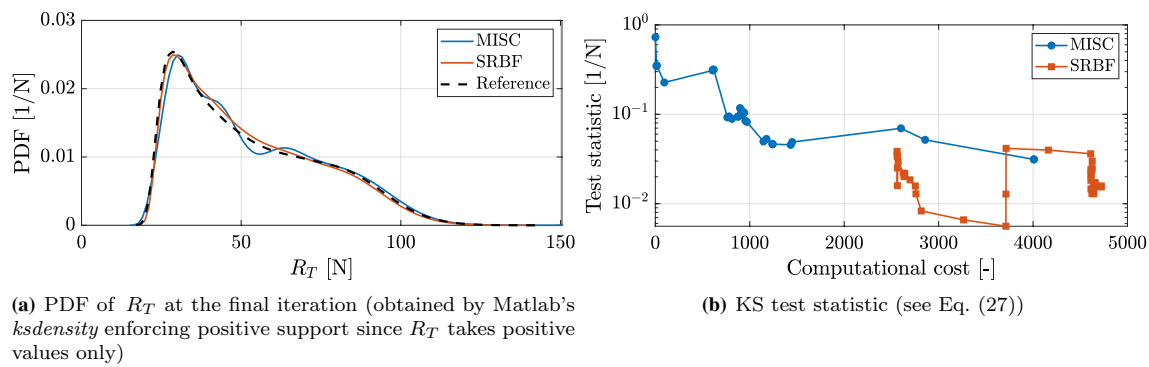 0.03
0.02
0.01
0
PDF [1/N]
0
50
100
150
R_T [N]
MISC
SRBF
Reference
10^0
10^{-1}
10^{-2}
Test statistic [1/N]
0
1000
2000
3000
4000
5000
Computational cost [-]
MISC
SRBF
(a) PDF of R_T at the final iteration (obtained by Matlab's
ksdensity enforcing positive support since R_T takes positive
values only)
(b) KS test statistic (see Eq. (27))